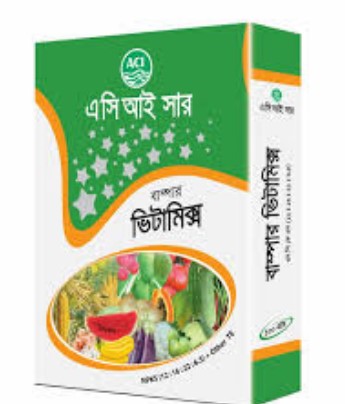 ACI
এসিআই সার
বাম্পার
ভিটামিক্স
এসিআই সার
বাম্পার ভিটামিক্স